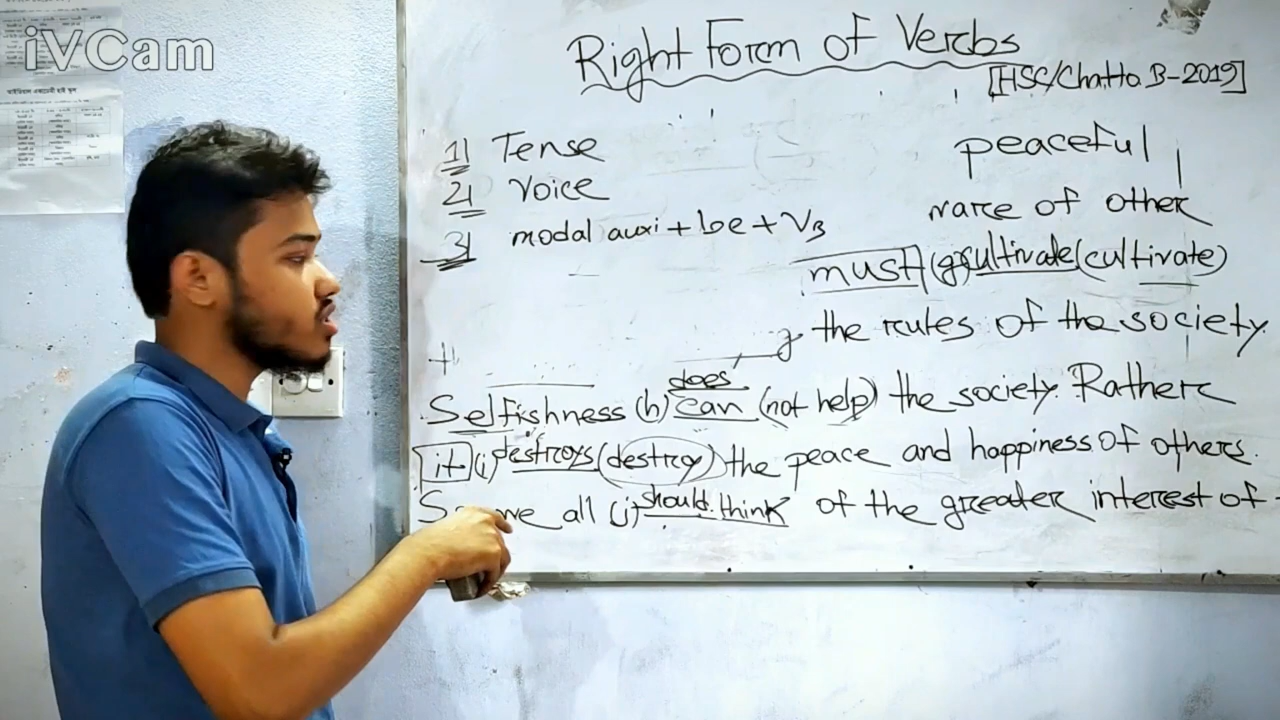 iVCam
Right Form of Verbs
[HSC/Chatto B-2019]
1| Tense
2| Voice
3| modal auxi + be + V3
peaceful
of other
must (g) cultivate (cultivate)
the rules of the society.
does
Selfishness (h) can (not help) the society. Rather
it (i) destroys (destroy) the peace and happiness of others.
So we all (j) should think of the greater interest of